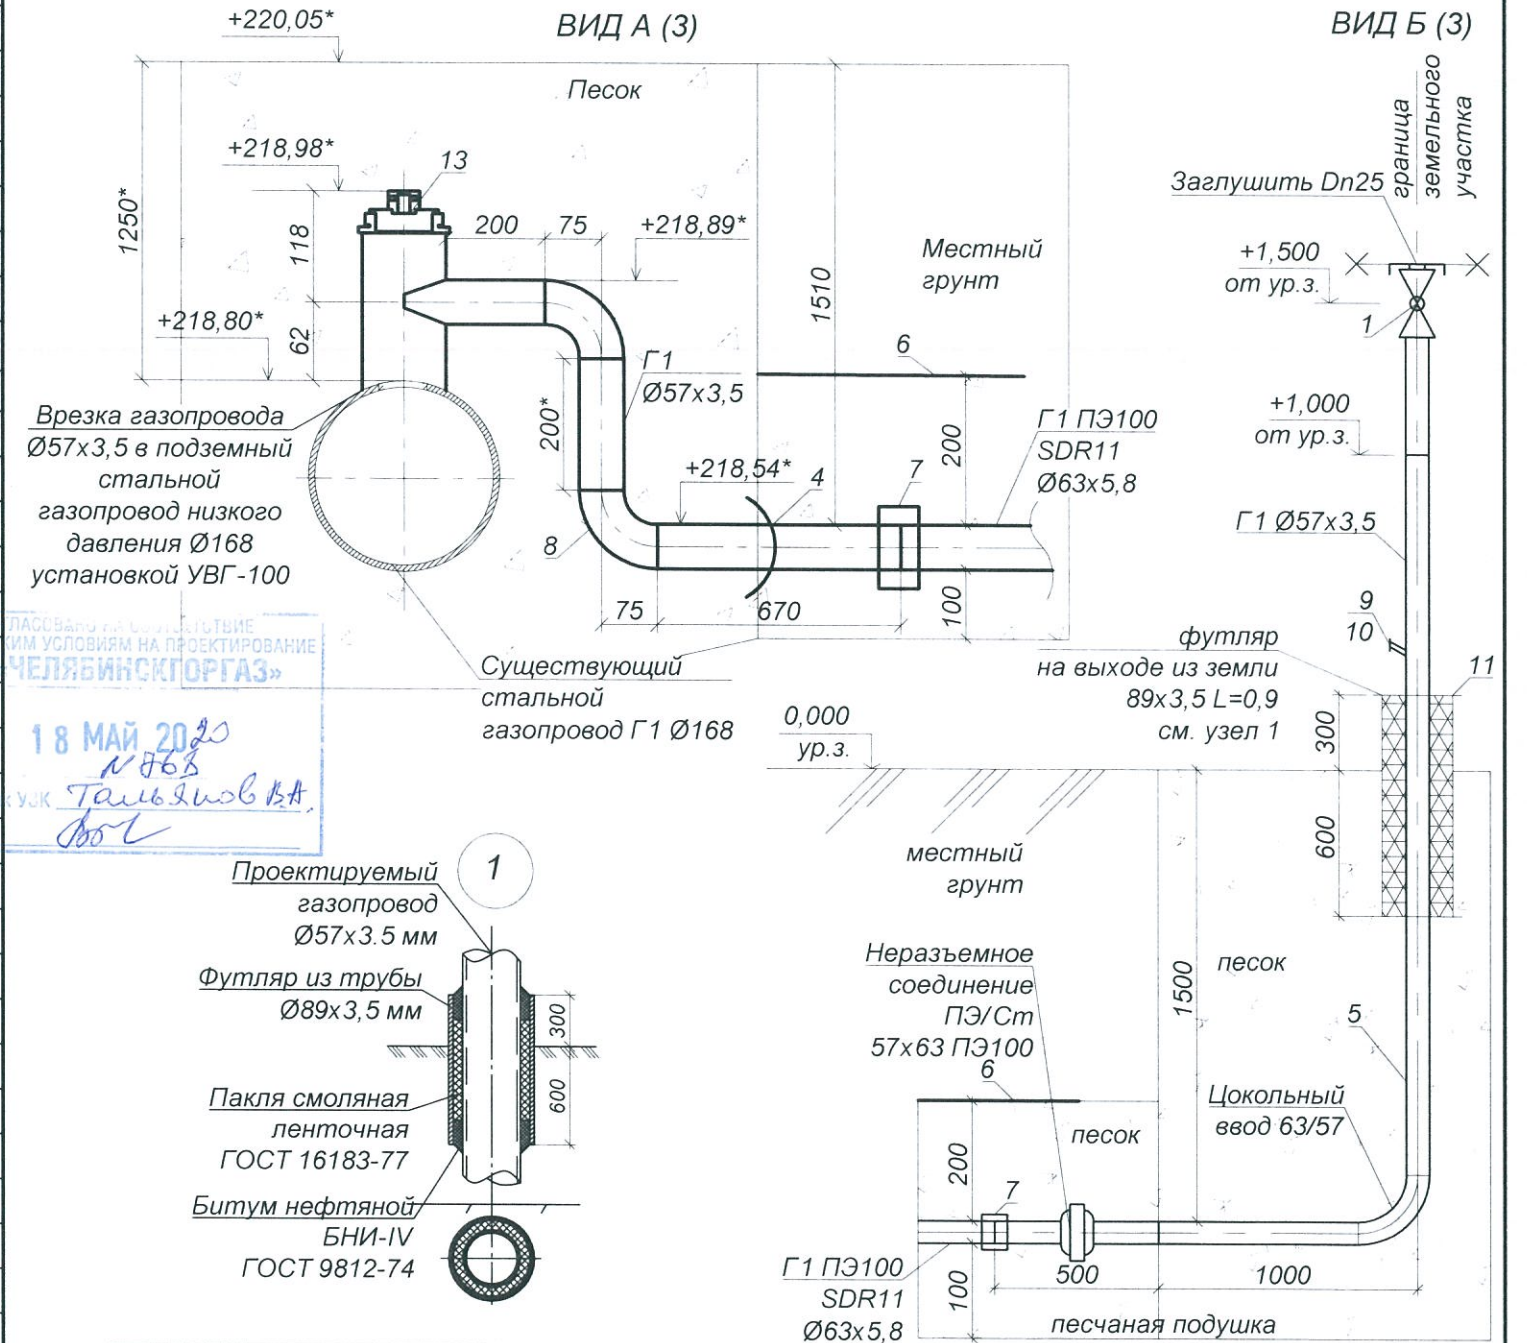 ВИД А (3)
+220,05*
Песок
+218,98*
13
1250*
118
200
75
+218,89*
Местный
грунт
1510
+218,80*
62
Г1
Ø57х3,5
6
200*
200
Врезка газопровода
Ø57х3,5 в подземный
стальной
газопровод низкого
давления Ø168
установкой УВГ-100
+218,54*
4
7
Г1 ПЭ100
SDR11
Ø63х5,8
8
75
670
100
Существующий
стальной
газопровод Г1 Ø168
СООТВЕТСТВИЕ
УСЛОВИЯМ НА ПРОЕКТИРОВАНИЕ
ЧЕЛЯБИНСКГОРГАЗ»
18 МАЙ 2020
1
Проектируемый
газопровод
Ø57х3.5 мм
Футляр из трубы
Ø89х3,5 мм
300
600
Пакля смоляная
ленточная
ГОСТ 16183-77
Битум нефтяной
БНИ-IV
ГОСТ 9812-74
ВИД Б (3)
граница
земельного
участка
Заглушить Dn25
+1,500
от ур.з.
1
+1,000
от ур.з.
Г1 Ø57х3,5
9
10
футляр
на выходе из земли
89х3,5 L=0,9
см. узел 1
11
300
0,000
ур.з.
600
местный
грунт
Неразъемное
соединение
ПЭ/Ст
57х63 ПЭ100
1500
песок
5
6
Цокольный
ввод 63/57
песок
200
7
Г1 ПЭ100
SDR11
Ø63х5,8
100
500
1000
песчаная подушка